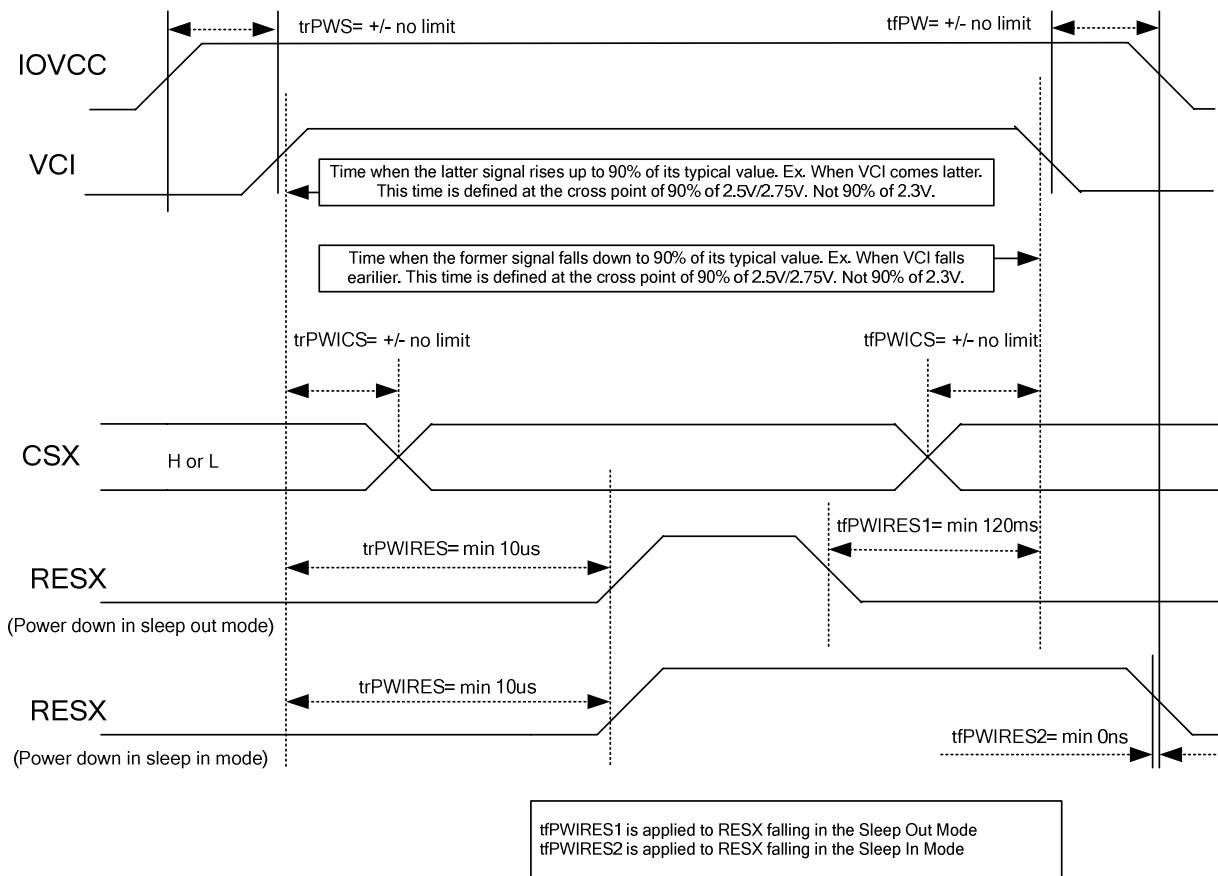 trPWS= +/- no limit
tfPW= +/- no limit
IOVCC
VCI
Time when the latter signal rises up to 90% of its typical value. Ex. When VCI comes latter.
This time is defined at the cross point of 90% of 2.5V/2.75V. Not 90% of 2.3V.
Time when the former signal falls down to 90% of its typical value. Ex. When VCI falls
earilier. This time is defined at the cross point of 90% of 2.5V/2.75V. Not 90% of 2.3V.
trPWICS= +/- no limit
tfPWICS= +/- no limit
CSX
H or L
tfPWIRES1= min 120ms
trPWIRES= min 10us
RESX
(Power down in sleep out mode)
trPWIRES= min 10us
RESX
tfPWIRES2= min 0ns
(Power down in sleep in mode)
tfPWIRES1 is applied to RESX falling in the Sleep Out Mode
tfPWIRES2 is applied to RESX falling in the Sleep In Mode